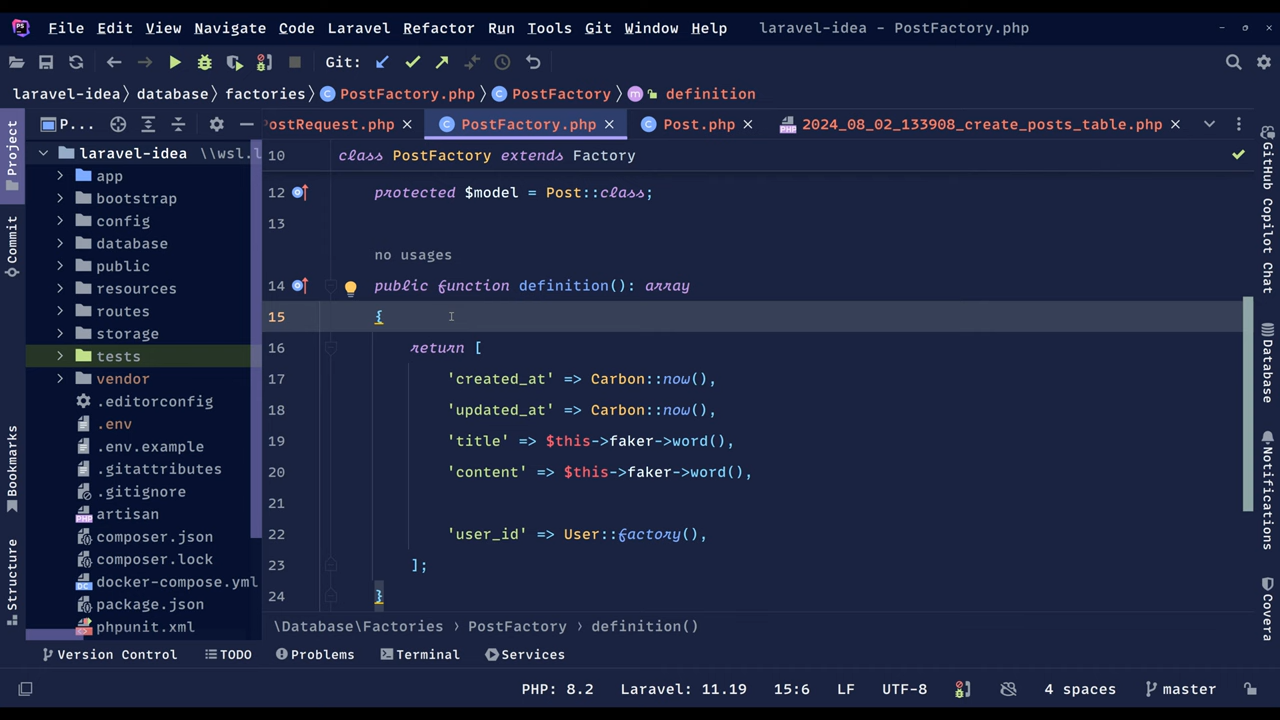 PS File Edit View Navigate Code Laravel Refactor Run Tools Git Window Help laravel-idea – PostFactory.php
Git:
laravel-idea database factories PostFactory.php PostFactory definition
P... ostRequest.php PostFactory.php Post.php 2024_08_02_133908_create_posts_table.php
Project
Commit
Bookmarks
Structure
laravel-idea \\wsl.l
app
bootstrap
config
database
public
resources
routes
storage
tests
vendor
.editorconfig
.env
.env.example
.gitattributes
.gitignore
artisan
composer.json
composer.lock
docker-compose.yml
package.json
phpunit.xml
10 class PostFactory extends Factory
12 protected $model = Post::class;
13
no usages
14 public function definition(): array
15 {
16 return [
17 'created_at' => Carbon::now(),
18 'updated_at' => Carbon::now(),
19 'title' => $this->faker->word(),
20 'content' => $this->faker->word(),
21
22 'user_id' => User::factory(),
23 ];
24 }
GitHub Copilot Chat
Database
Notifications
Covera
\Database\Factories › PostFactory › definition()
Version Control TODO Problems Terminal Services
PHP: 8.2 Laravel: 11.19 15:6 LF UTF-8 4 spaces master